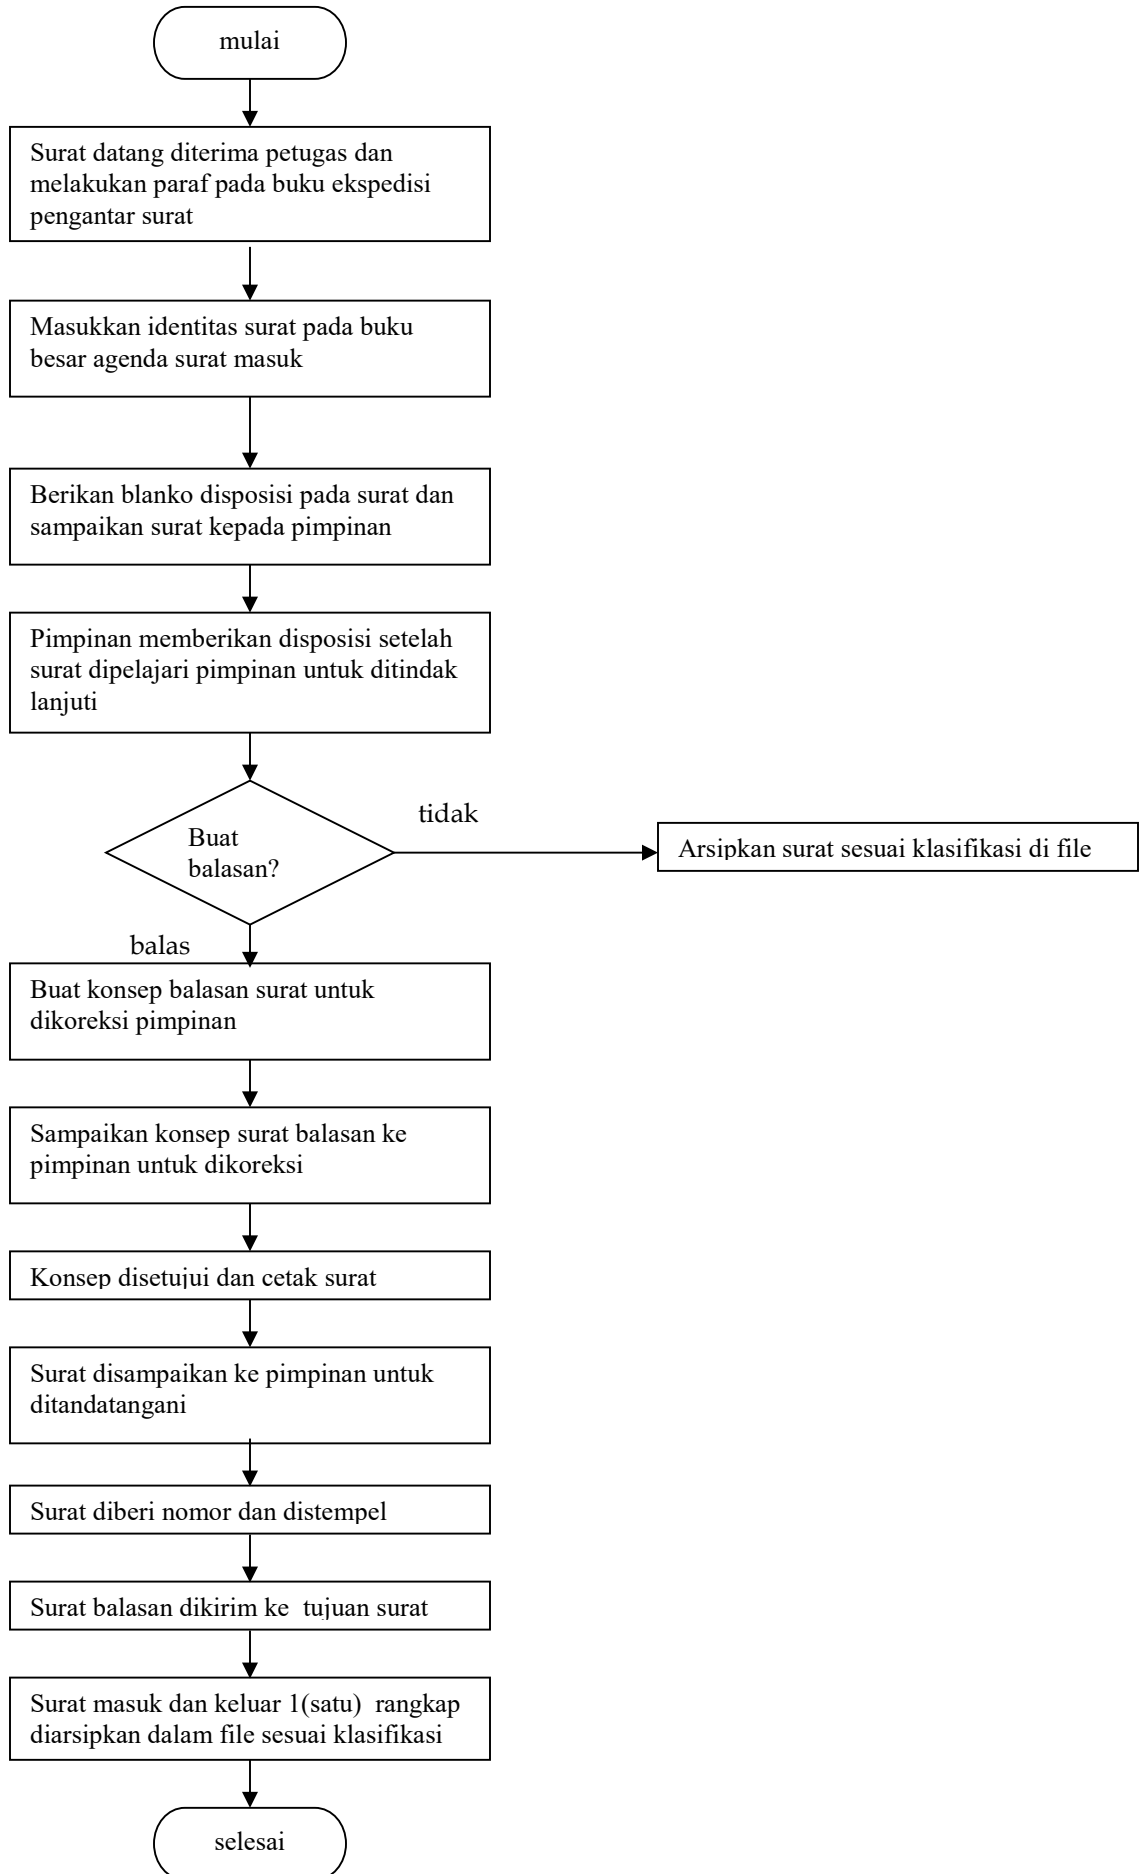 mulai
Surat datang diterima petugas dan
melakukan paraf pada buku ekspedisi
pengantar surat
Masukkan identitas surat pada buku
besar agenda surat masuk
Berikan blanko disposisi pada surat dan
sampaikan surat kepada pimpinan
Pimpinan memberikan disposisi setelah
surat dipelajari pimpinan untuk ditindak
lanjuti
Buat
balasan?
tidak
Arsipkan surat sesuai klasifikasi di file
balas
Buat konsep balasan surat untuk
dikoreksi pimpinan
Sampaikan konsep surat balasan ke
pimpinan untuk dikoreksi
Konsep disetujui dan cetak surat
Surat disampaikan ke pimpinan untuk
ditandatangani
Surat diberi nomor dan distempel
Surat balasan dikirim ke  tujuan surat
Surat masuk dan keluar 1(satu)  rangkap
diarsipkan dalam file sesuai klasifikasi
selesai